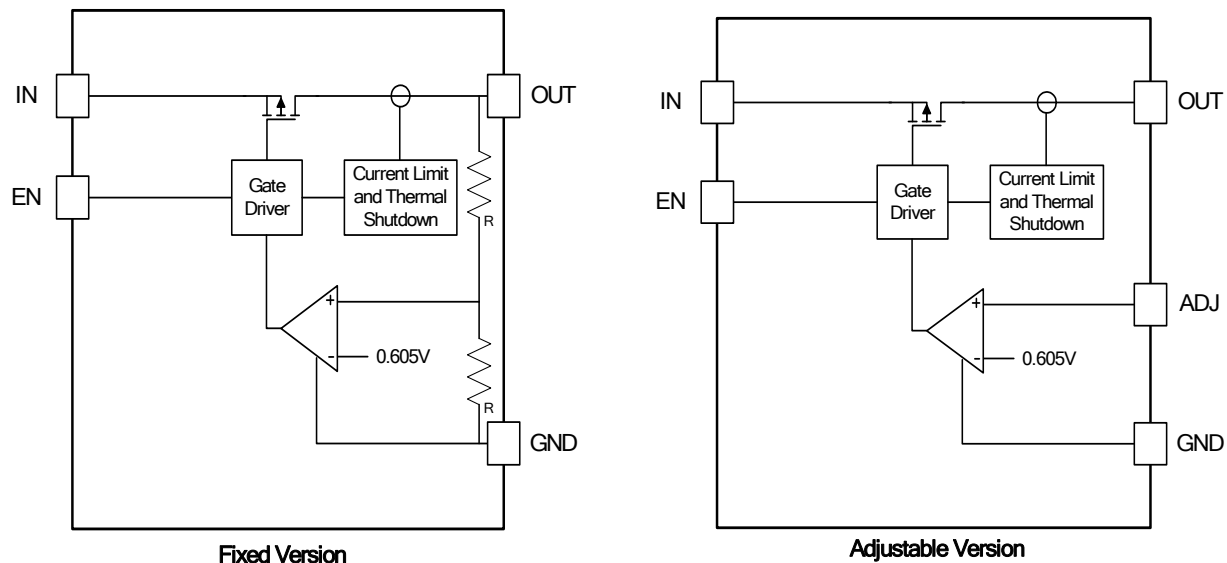 IN
OUT
EN
Gate
Driver
Current Limit
and Thermal
Shutdown
R
+
-
0.605V
R
GND
Fixed Version
IN
OUT
EN
Gate
Driver
Current Limit
and Thermal
Shutdown
+
-
0.605V
ADJ
GND
Adjustable Version